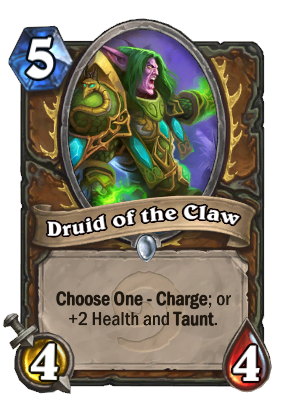 5
Druid of the Claw
Choose One - Charge; or
+2 Health and Taunt.
4
4